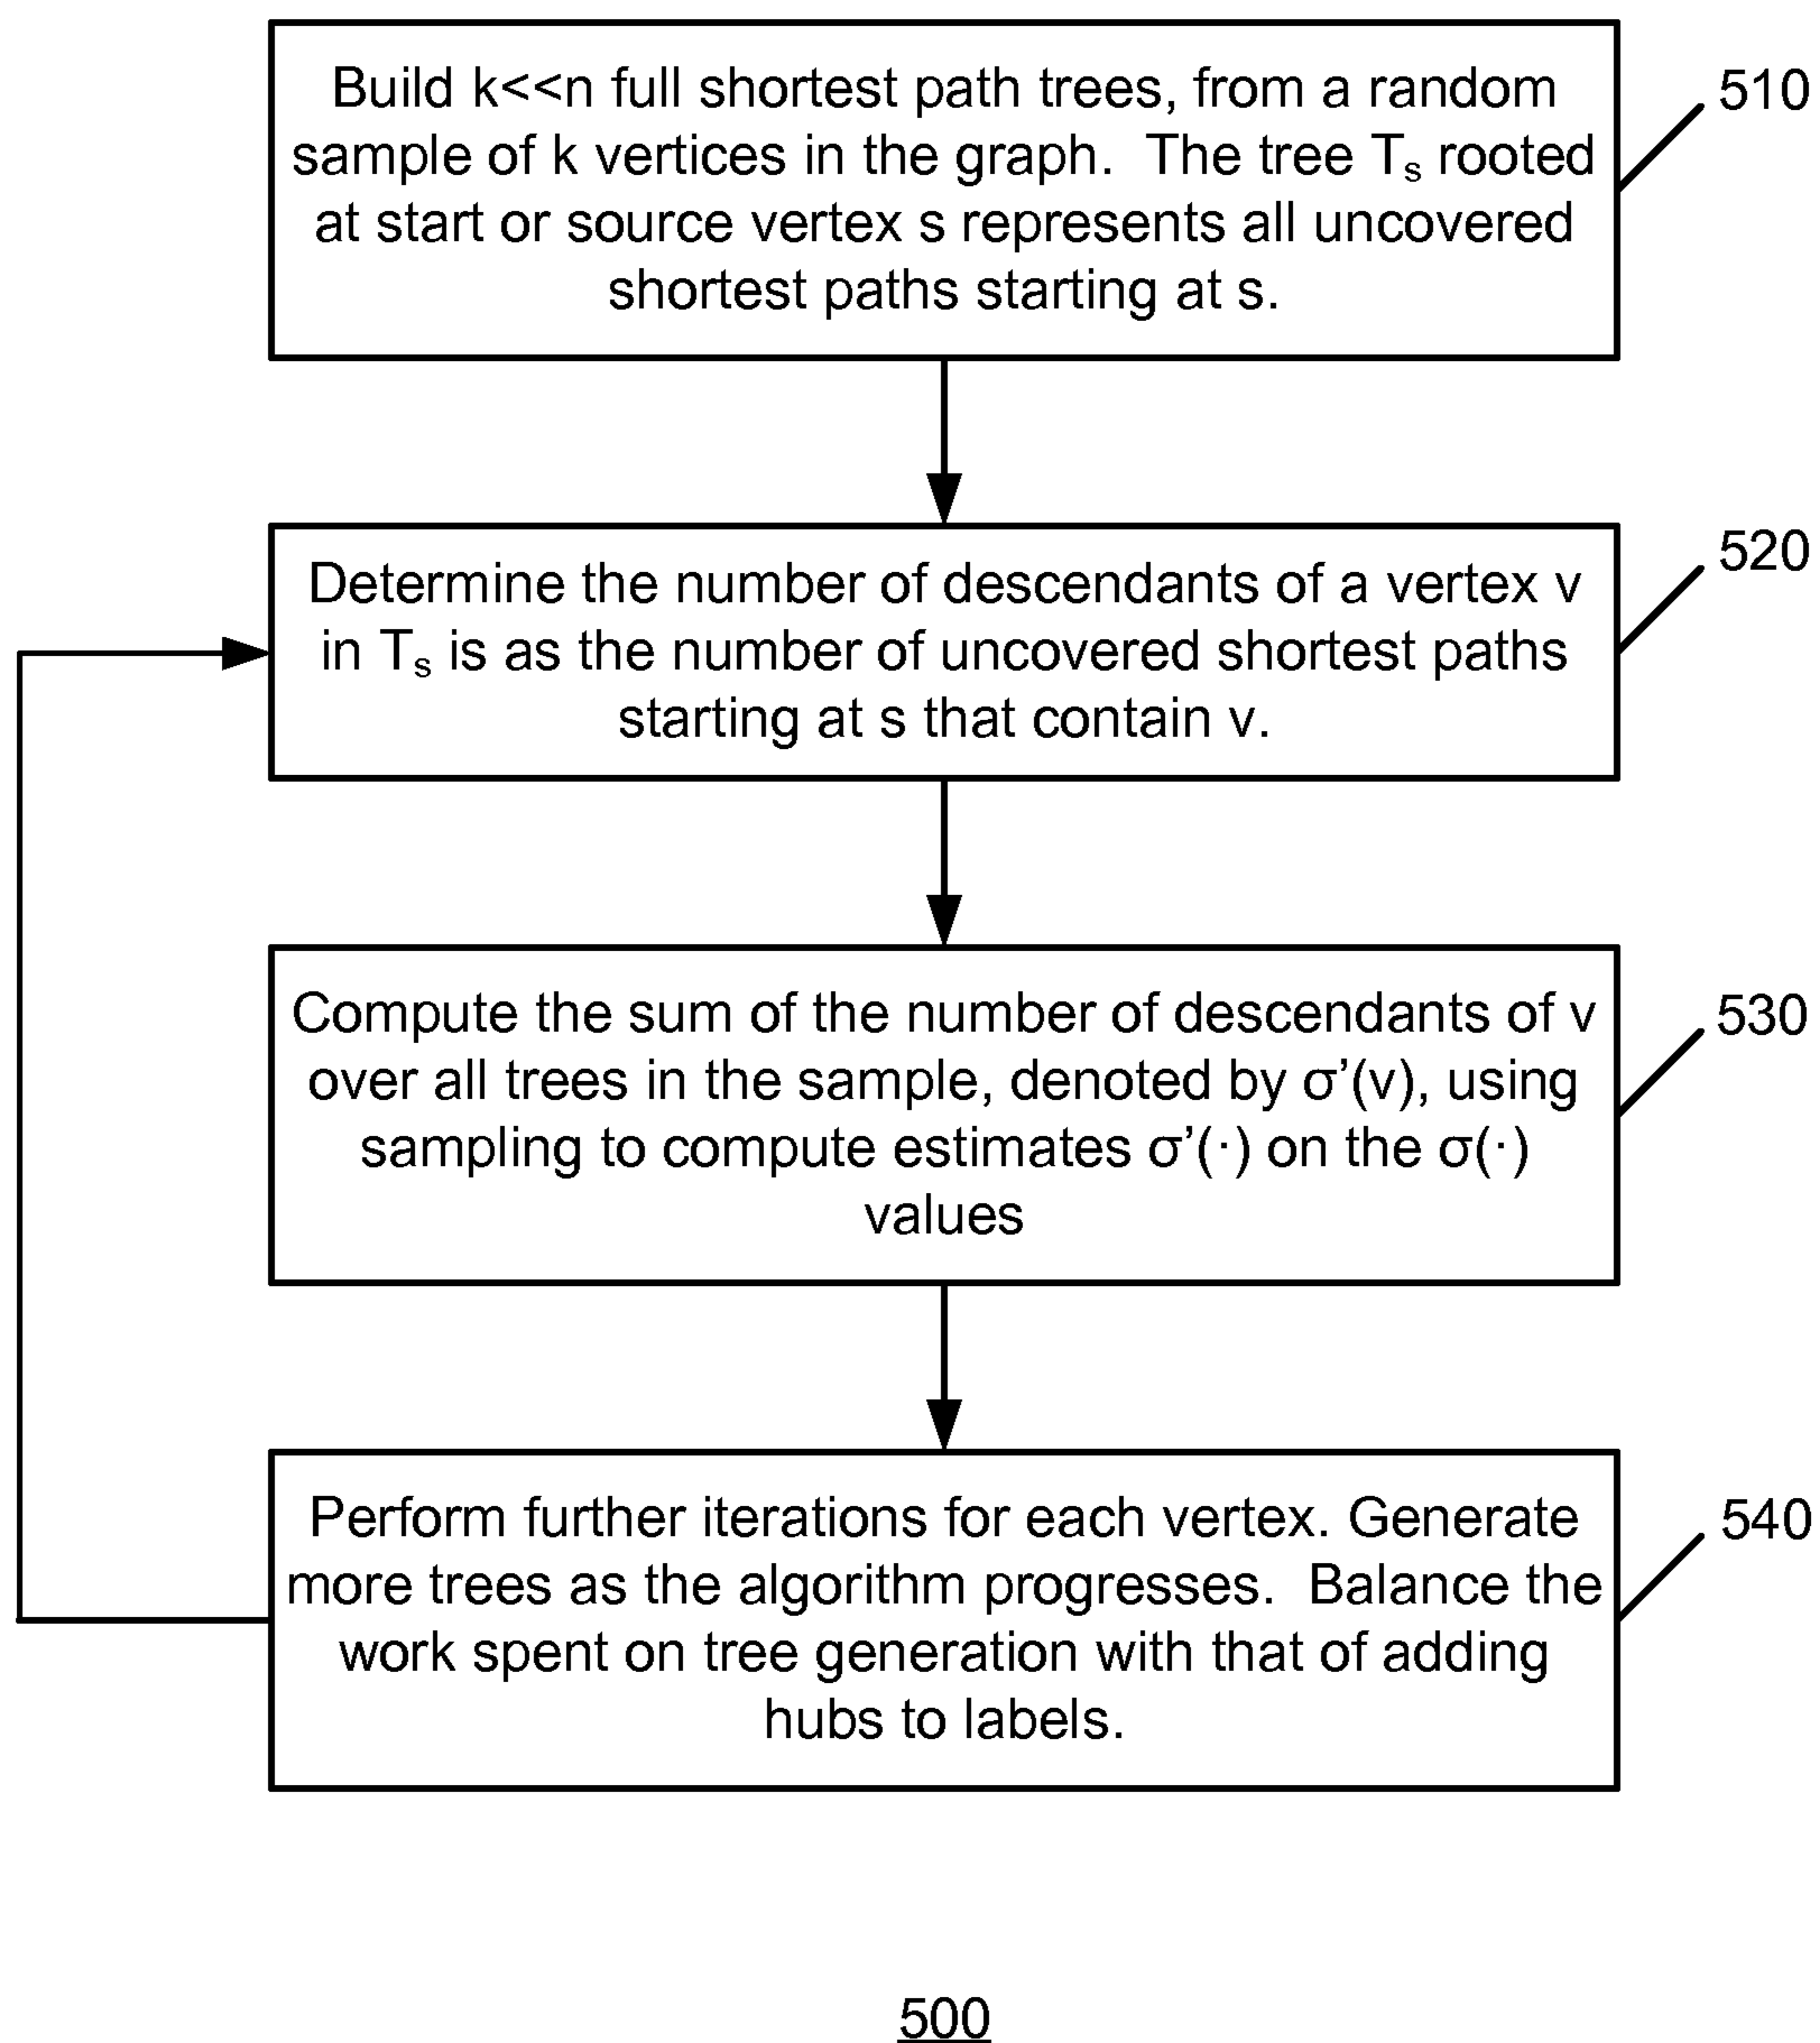 Build k<<n full shortest path trees, from a random
sample of k vertices in the graph. The tree Ts rooted
at start or source vertex s represents all uncovered
shortest paths starting at s.
510
Determine the number of descendants of a vertex v
in Ts is as the number of uncovered shortest paths
starting at s that contain v.
520
Compute the sum of the number of descendants of v
over all trees in the sample, denoted by σ’(v), using
sampling to compute estimates σ’(·) on the σ(·)
values
530
Perform further iterations for each vertex. Generate
more trees as the algorithm progresses. Balance the
work spent on tree generation with that of adding
hubs to labels.
540
500